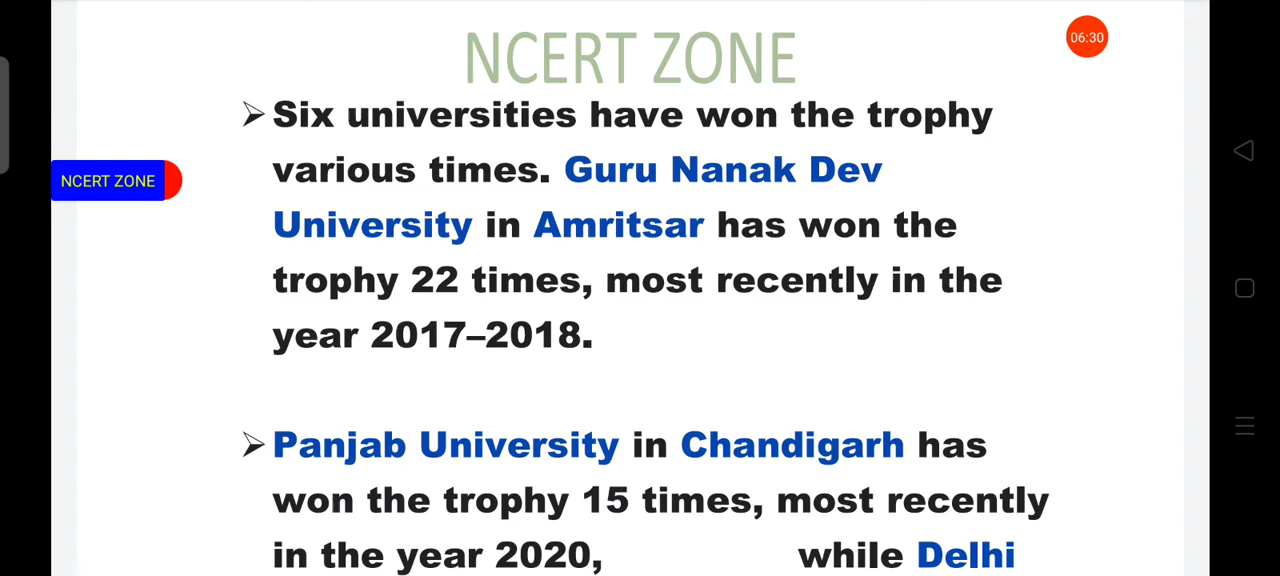 NCERT ZONE
06:30
➢ Six universities have won the trophy
various times. Guru Nanak Dev
NCERT ZONE
University in Amritsar has won the
trophy 22 times, most recently in the
year 2017–2018.
➢ Panjab University in Chandigarh has
won the trophy 15 times, most recently
in the year 2020, while Delhi